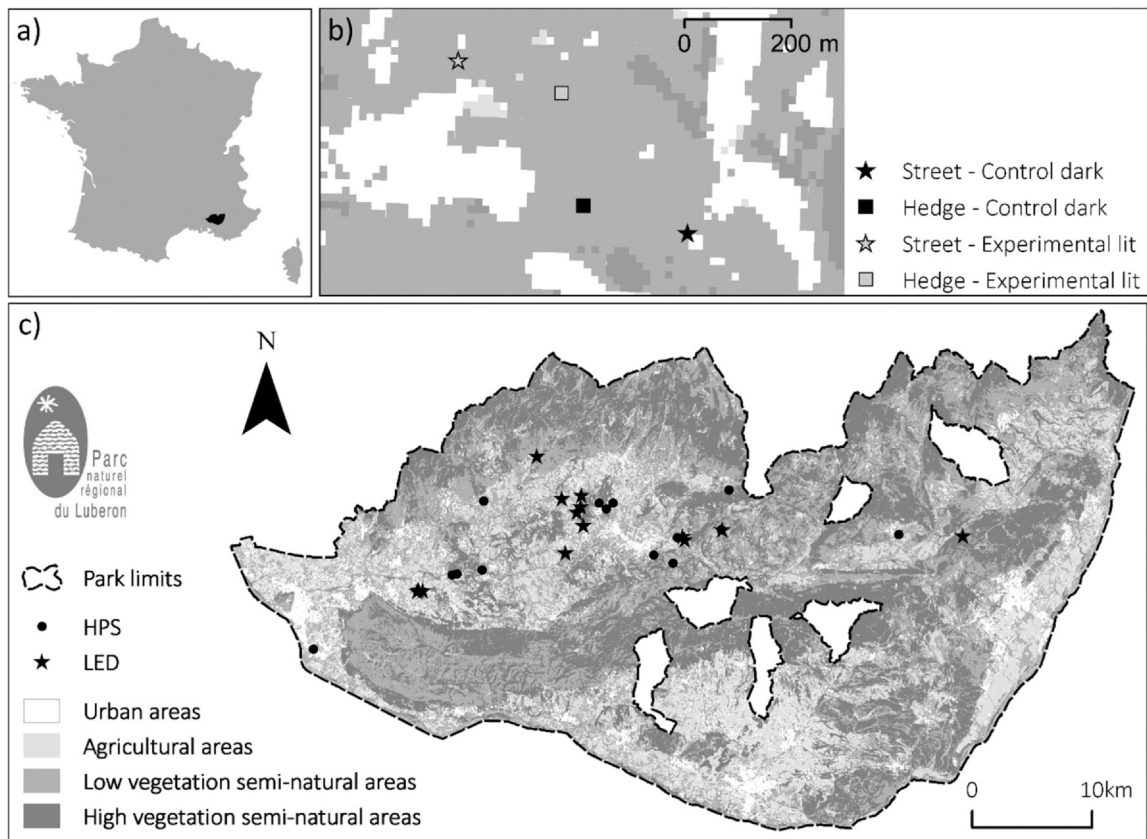 a)
b)
0 200 m
Street - Control dark
Hedge - Control dark
Street - Experimental lit
Hedge - Experimental lit
c)
N
Parc
naturel
régional
du Luberon
Park limits
HPS
LED
Urban areas
Agricultural areas
Low vegetation semi-natural areas
High vegetation semi-natural areas
0 10km